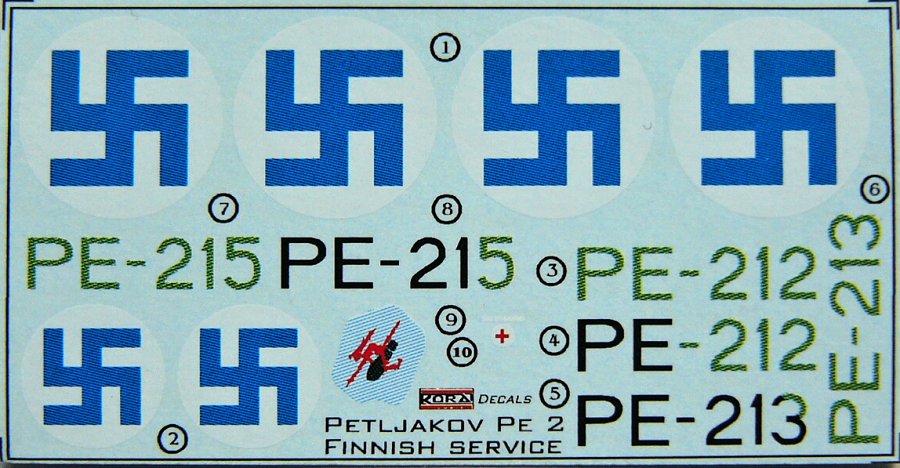 1
7
8
6
PE-215
PE-215
3
PE-212
PE-213
9
10
4
PE-212
KORA DECALS
5
PETLJAKOV PE 2
PE-213
2
FINNISH SERVICE